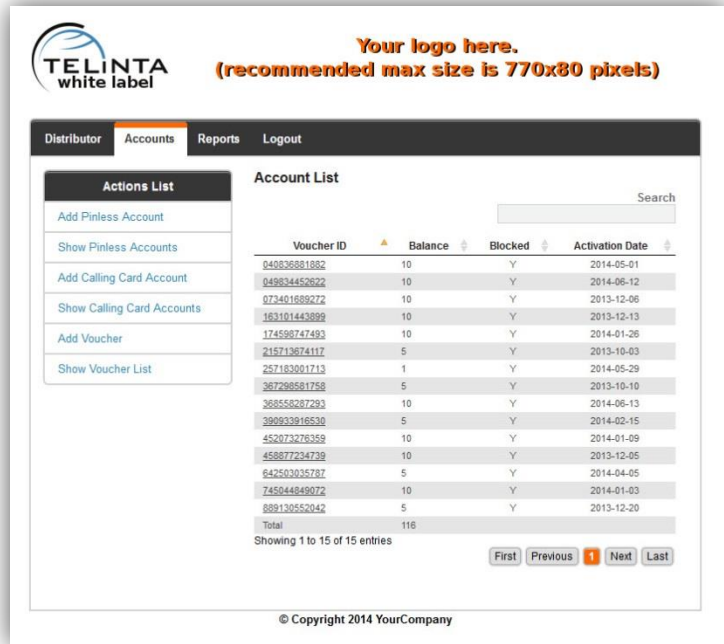 TELINTA
white label
Your logo here.
(recommended max size is 770x80 pixels)
Distributor Accounts Reports Logout
Actions List
Add Pinless Account
Show Pinless Accounts
Add Calling Card Account
Show Calling Card Accounts
Add Voucher
Show Voucher List
Account List
Search
Voucher ID Balance Blocked Activation Date
040836881882 10 Y 2014-05-01
049834452622 10 Y 2014-06-12
073401689272 10 Y 2013-12-06
163101443899 10 Y 2013-12-13
174598747493 10 Y 2014-01-26
215713674117 5 Y 2013-10-03
257183001713 1 Y 2014-05-29
367298581758 5 Y 2013-10-10
368558287293 10 Y 2014-06-13
390933916530 5 Y 2014-02-15
452073276359 10 Y 2014-01-09
458877234739 10 Y 2013-12-05
642503035787 5 Y 2014-04-05
745044849072 10 Y 2014-01-03
889130552042 5 Y 2013-12-20
Total 116
Showing 1 to 15 of 15 entries
First Previous 1 Next Last
© Copyright 2014 YourCompany